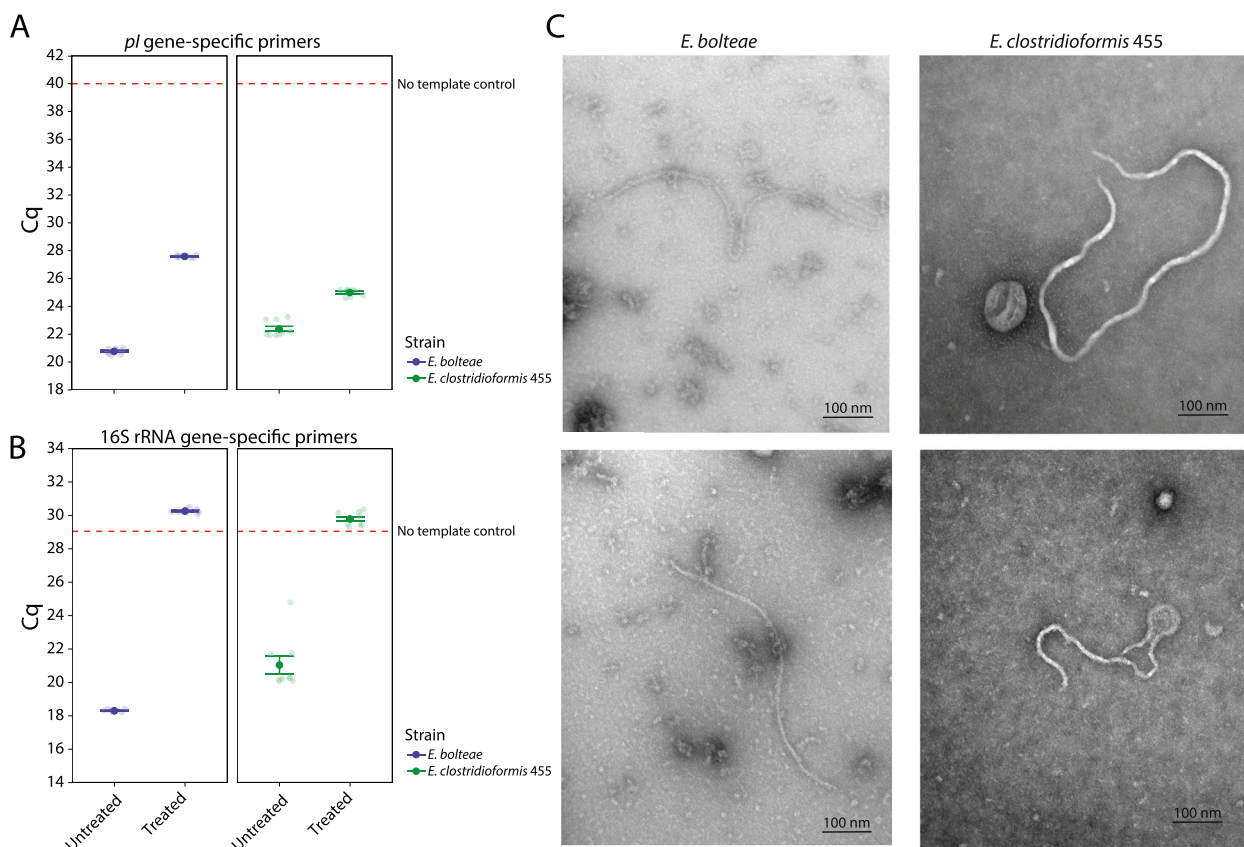 A
pI gene-specific primers
42
40
38
36
34
32
30
28
26
24
22
20
18
Cq
No template control
Strain
E. bolteae
E. clostridioformis 455
B
16S rRNA gene-specific primers
34
32
30
28
26
24
22
20
18
16
14
Cq
No template control
Strain
E. bolteae
E. clostridioformis 455
Untreated
Treated
Untreated
Treated
C
E. bolteae
E. clostridioformis 455
100 nm
100 nm
100 nm
100 nm